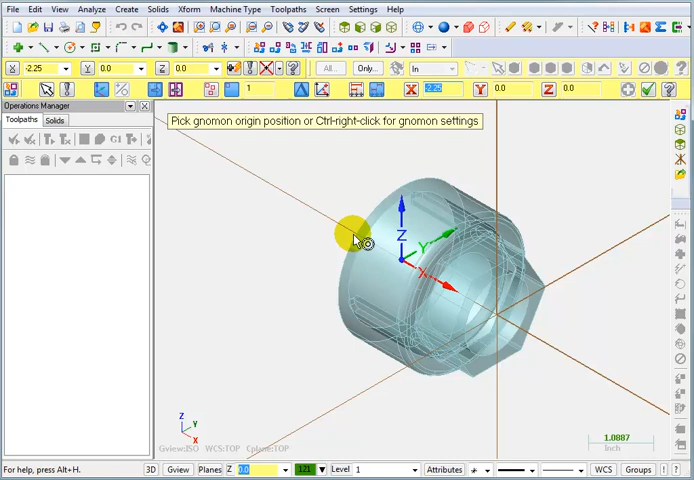 File Edit View Analyze Create Solids Xform Machine Type Toolpaths Screen Settings Help
X -2.25 Y 0.0 Z 0.0 All... Only... In
1 X -2.25 Y 0.0 Z 0.0
Operations Manager
Toolpaths Solids
G1
Pick gnomon origin position or Ctrl-right-click for gnomon settings
Z
Y
X
Z
Y
X
Gview:ISO WCS:TOP Cplane:TOP
1.0887
Inch
For help, press Alt+H. 3D Gview Planes Z 0.0 121 Level 1 Attributes WCS Groups ! ?